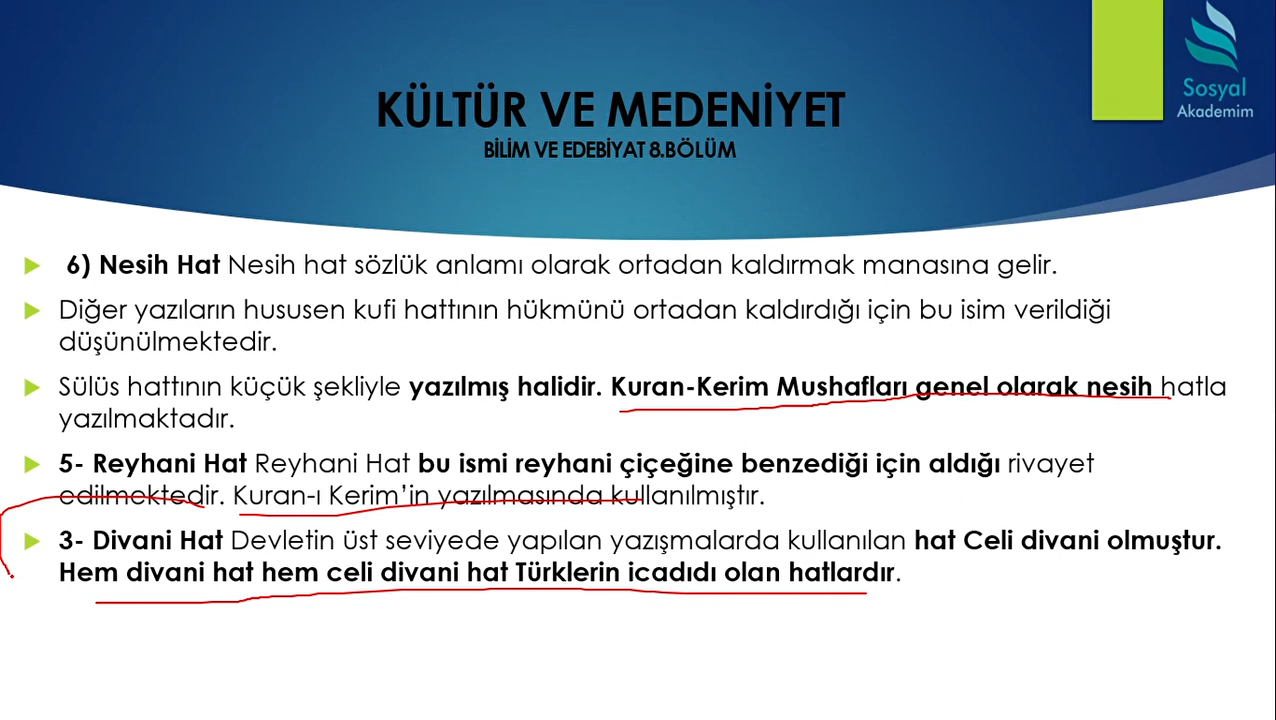 Sosyal
Akademim
KÜLTÜR VE MEDENİYET
BİLİM VE EDEBİYAT 8.BÖLÜM
6) Nesih Hat Nesih hat sözlük anlamı olarak ortadan kaldırmak manasına gelir.
Diğer yazıların hususen kufi hattının hükmünü ortadan kaldırdığı için bu isim verildiği
düşünülmektedir.
Sülüs hattının küçük şekliyle yazılmış halidir. Kuran-Kerim Mushafları genel olarak nesih hatla
yazılmaktadır.
5- Reyhani Hat Reyhani Hat bu ismi reyhani çiçeğine benzediği için aldığı rivayet
edilmektedir. Kuran-ı Kerim’in yazılmasında kullanılmıştır.
3- Divani Hat Devletin üst seviyede yapılan yazışmalarda kullanılan hat Celi divani olmuştur.
Hem divani hat hem celi divani hat Türklerin icadıdı olan hatlardır.